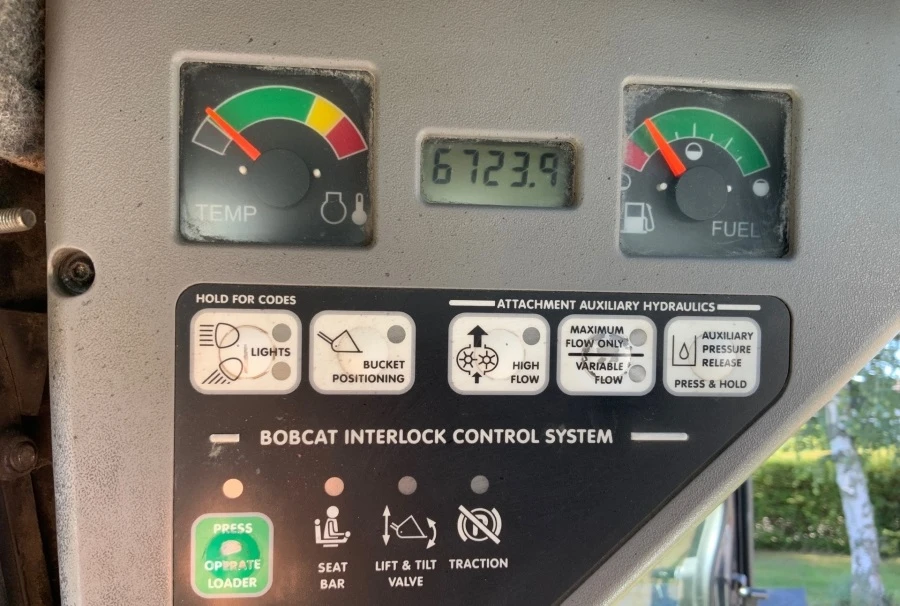 6723.9
TEMP
FUEL
HOLD FOR CODES
ATTACHMENT AUXILIARY HYDRAULICS
LIGHTS
BUCKET
POSITIONING
HIGH
FLOW
MAXIMUM
FLOW ONLY
VARIABLE
FLOW
AUXILIARY
PRESSURE
RELEASE
PRESS & HOLD
BOBCAT INTERLOCK CONTROL SYSTEM
PRESS
OPERATE
LOADER
SEAT
BAR
LIFT & TILT
VALVE
TRACTION